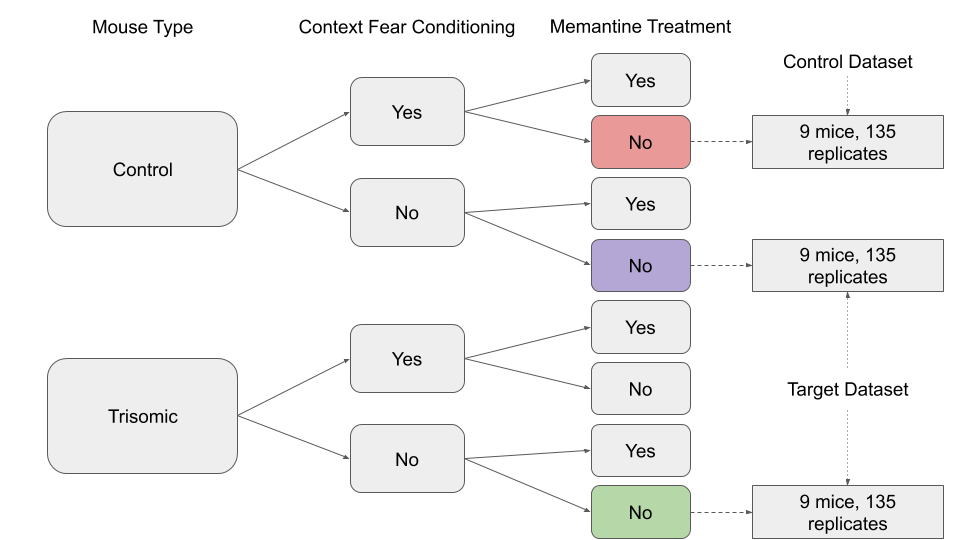 Mouse Type
Context Fear Conditioning
Memantine Treatment
Control Dataset
Yes
Yes
No
9 mice, 135
replicates
Control
No
Yes
No
9 mice, 135
replicates
Yes
Yes
No
Target Dataset
Trisomic
No
Yes
No
9 mice, 135
replicates